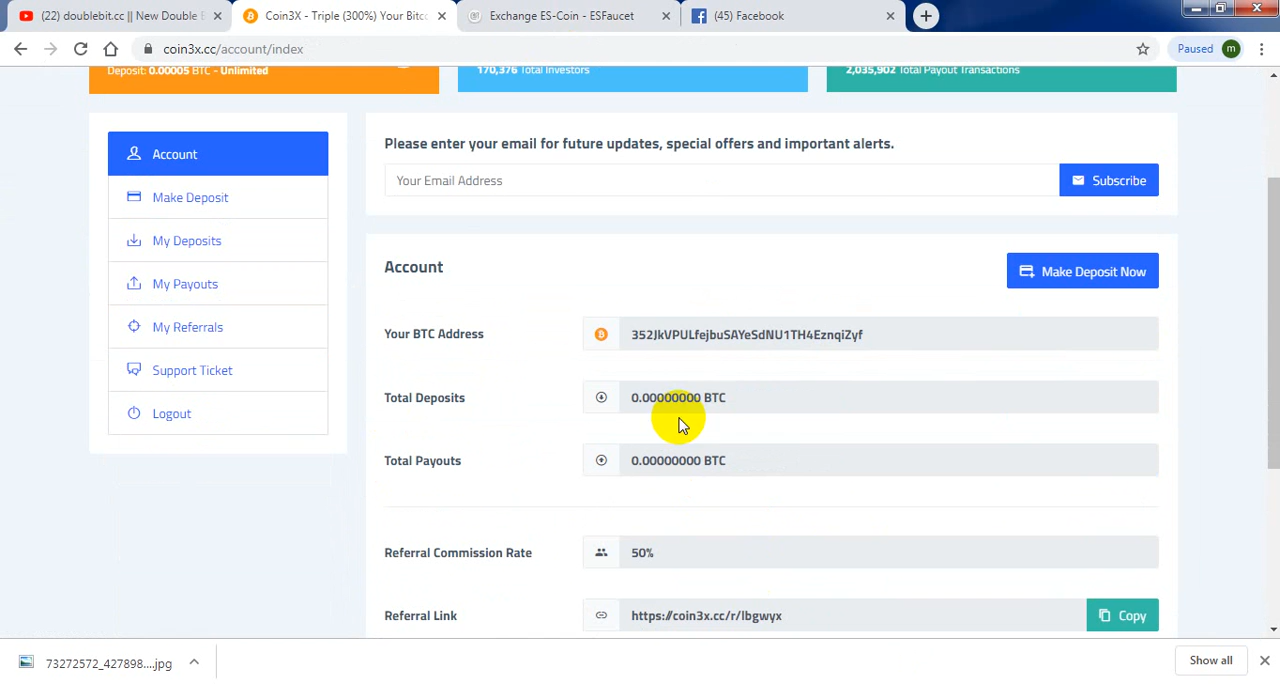 (22) doublebit.cc || New Double B
Coin3X - Triple (300%) Your Bitco
Exchange ES-Coin - ESFaucet
(45) Facebook
coin3x.cc/account/index
Paused
m
Deposit: 0.00005 BTC - Unlimited
170,376 Total Investors
2,035,902 Total Payout Transactions
Account
Make Deposit
My Deposits
My Payouts
My Referrals
Support Ticket
Logout
Please enter your email for future updates, special offers and important alerts.
Your Email Address
Subscribe
Account
Make Deposit Now
Your BTC Address
352JkVPULfejbuSAYeSdNU1TH4EznqiZyf
Total Deposits
0.00000000 BTC
Total Payouts
0.00000000 BTC
Referral Commission Rate
50%
Referral Link
https://coin3x.cc/r/lbgwyx
Copy
73272572_427898....jpg
Show all